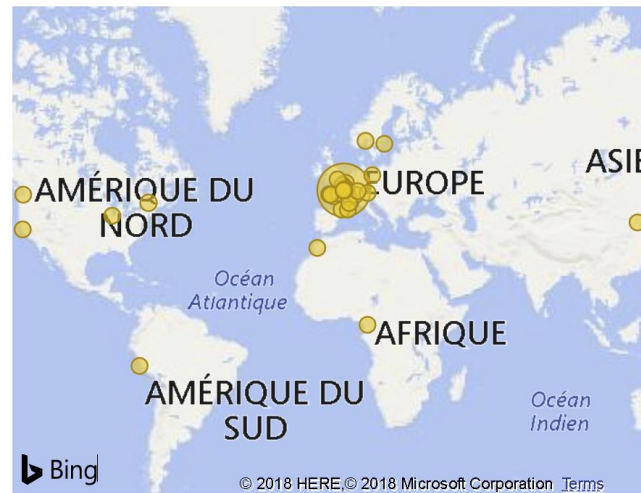 ASIE
AMÉRIQUE DU
NORD
EUROPE
Océan
Atlantique
AFRIQUE
AMÉRIQUE DU
SUD
Océan
Indien
Bing
© 2018 HERE,© 2018 Microsoft Corporation Terms